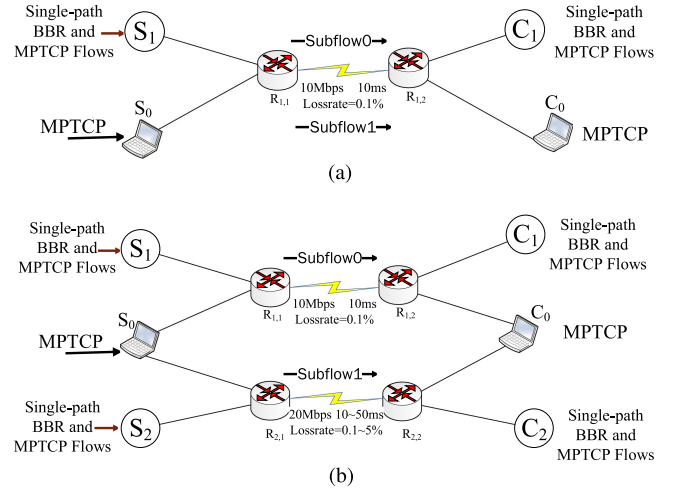 Single-path
BBR and
MPTCP Flows
S1
Subflow0
C1
Single-path
BBR and
MPTCP Flows
R1,1
10Mbps 10ms
Lossrate=0.1%
R1,2
S0
MPTCP
Subflow1
C0
MPTCP
(a)
Single-path
BBR and
MPTCP Flows
S1
Subflow0
C1
Single-path
BBR and
MPTCP Flows
R1,1
10Mbps 10ms
Lossrate=0.1%
R1,2
S0
MPTCP
C0
MPTCP
Subflow1
Single-path
BBR and
MPTCP Flows
S2
R2,1
20Mbps 10~50ms
Lossrate=0.1~5%
R2,2
C2
Single-path
BBR and
MPTCP Flows
(b)